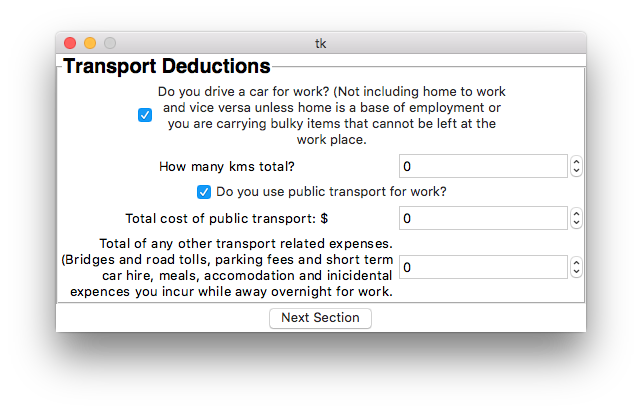 tk
Transport Deductions
Do you drive a car for work? (Not including home to work
and vice versa unless home is a base of employment or
you are carrying bulky items that cannot be left at the
work place.
How many kms total? 0
Do you use public transport for work?
Total cost of public transport: $ 0
Total of any other transport related expenses.
(Bridges and road tolls, parking fees and short term
car hire, meals, accomodation and inicidental
expences you incur while away overnight for work.
0
Next Section